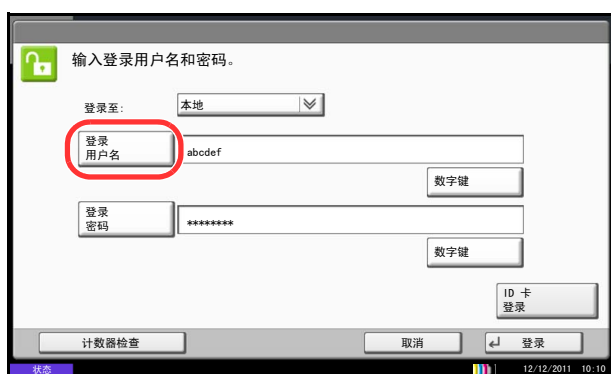 输入登录用户名和密码。
登录至: 本地
登录
用户名 abcdef
数字键
登录
密码 ********
数字键
ID 卡
登录
计数器检查 取消 登录
状态 12/12/2011 10:10